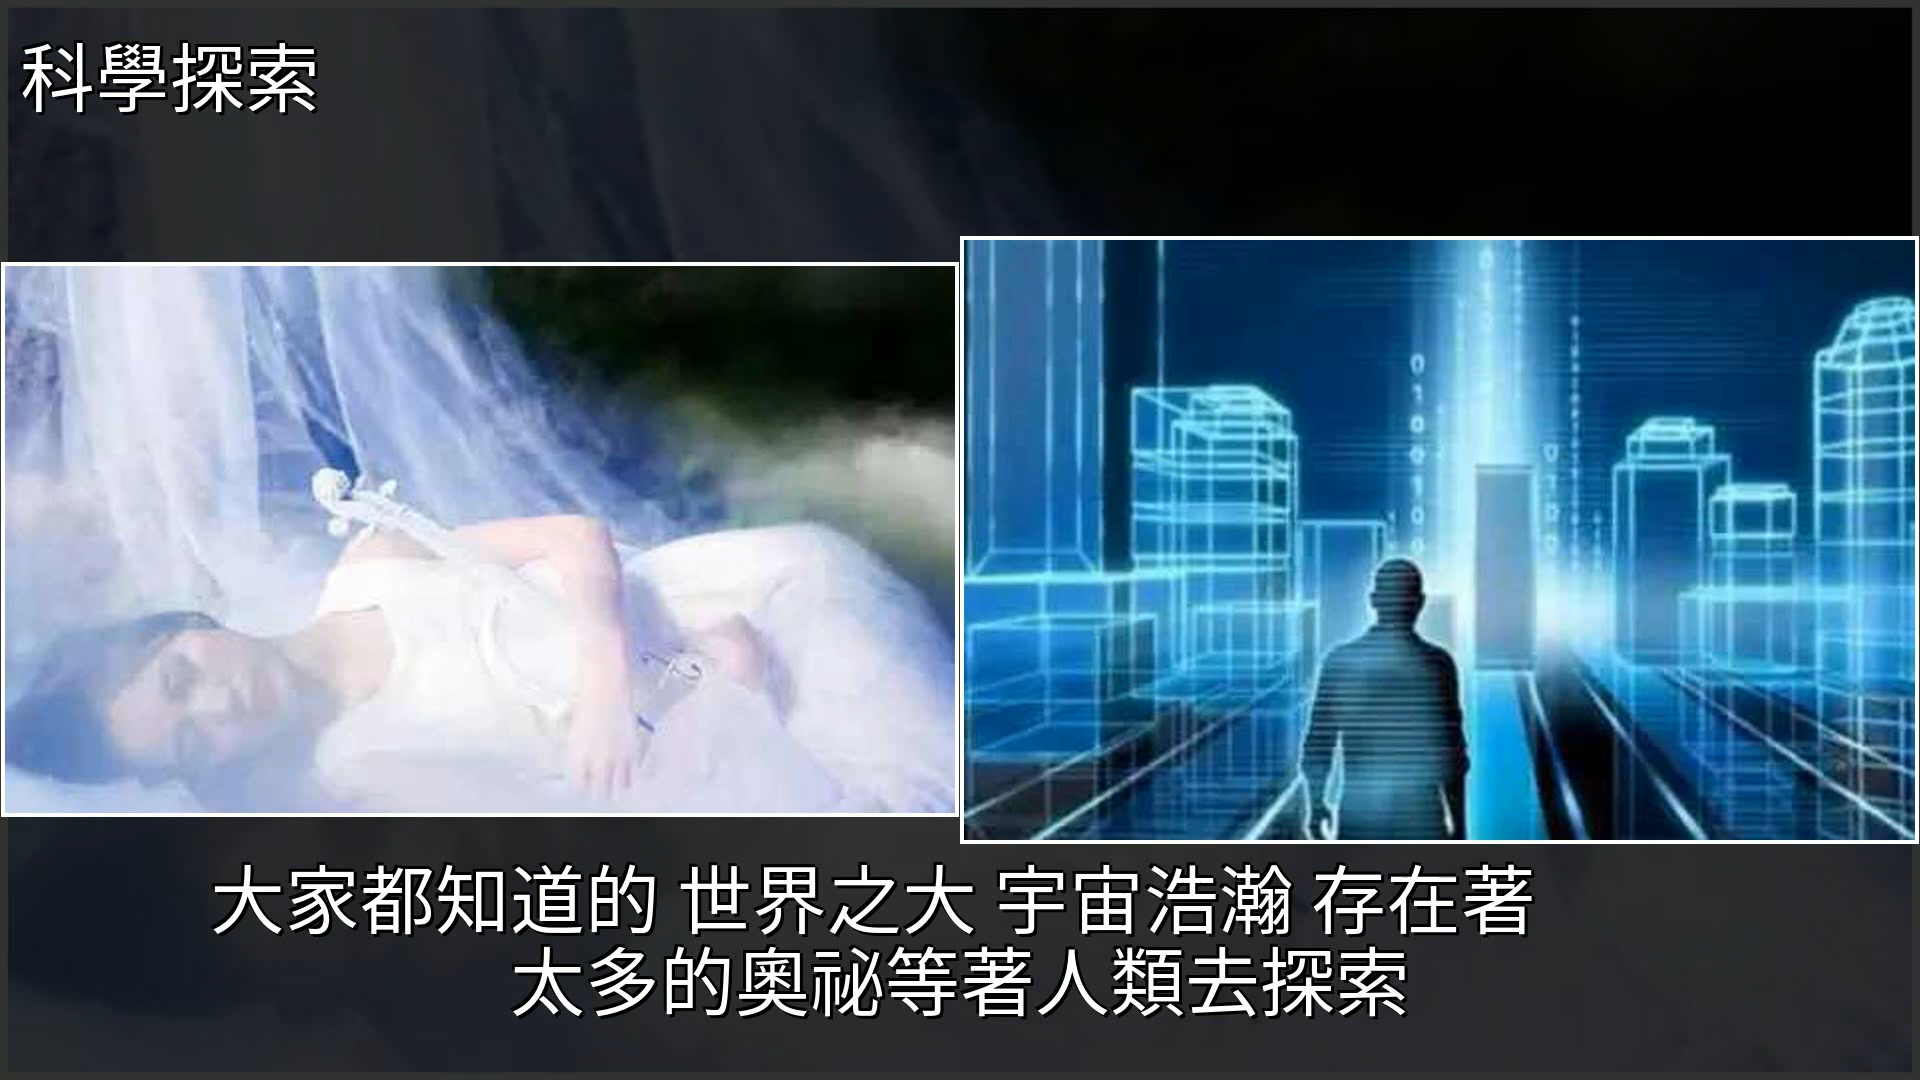 科學探索
大家都知道的 世界之大 宇宙浩瀚 存在著
太多的奧祕等著人類去探索